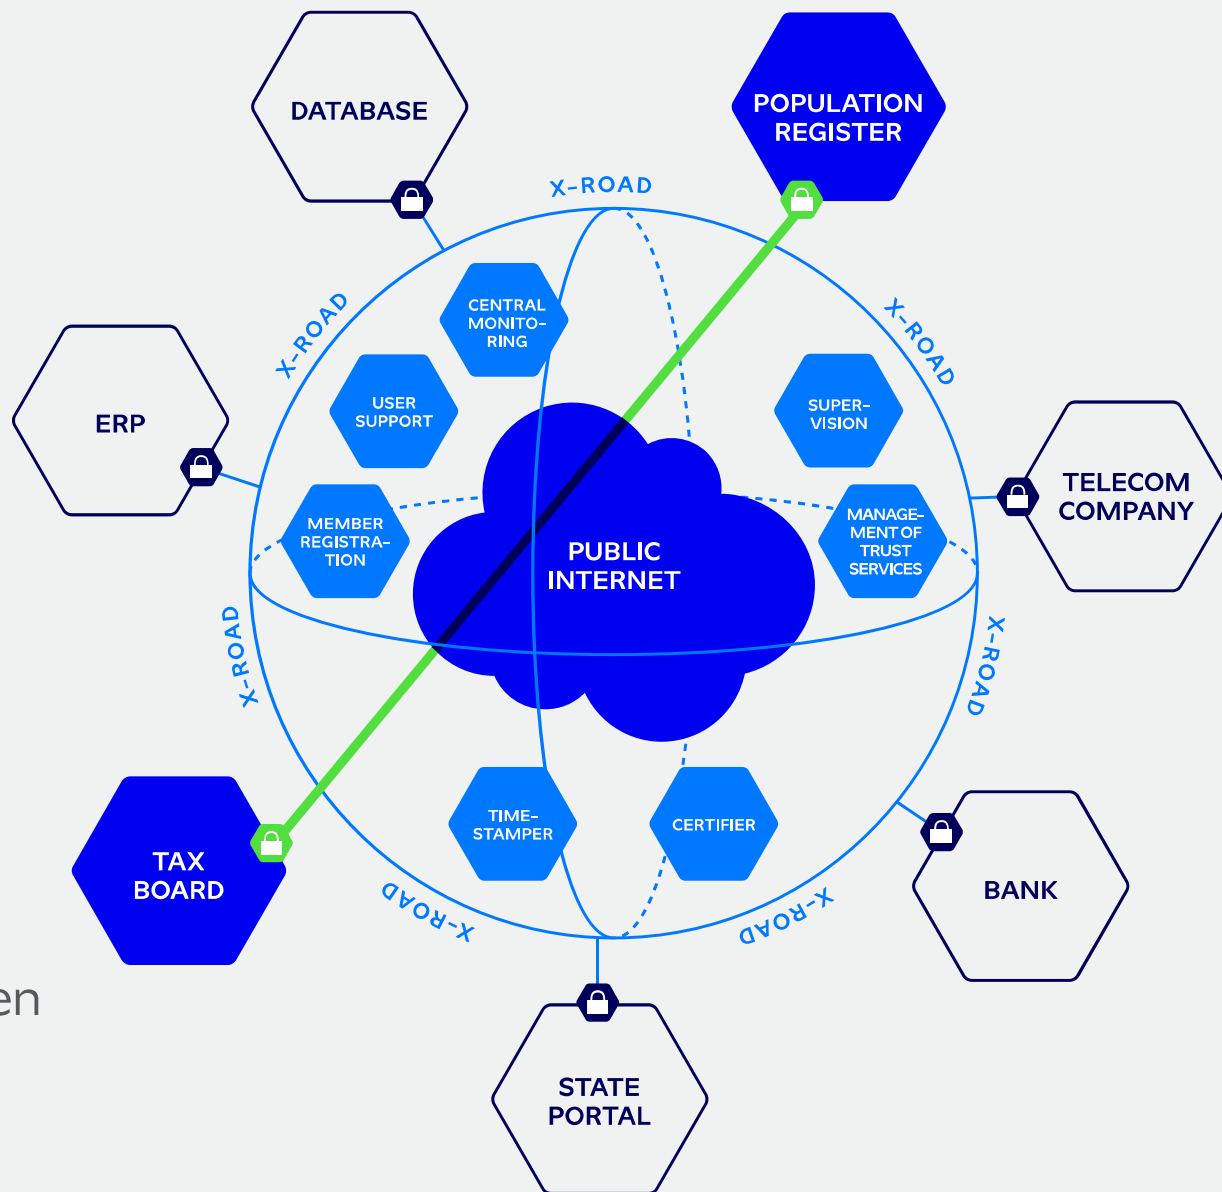 DATABASE
POPULATION
REGISTER
X-ROAD
X-ROAD
X-ROAD
CENTRAL
MONITO-
RING
USER
SUPPORT
SUPER-
VISION
ERP
TELECOM
COMPANY
MEMBER
REGISTRA-
TION
MANAGE-
MENT OF
TRUST
SERVICES
PUBLIC
INTERNET
X-ROAD
X-ROAD
TIME-
STAMPER
CERTIFIER
TAX
BOARD
BANK
X-ROAD
X-ROAD
en
STATE
PORTAL